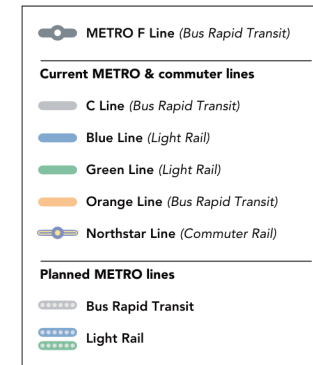 METRO F Line (Bus Rapid Transit)
Current METRO & commuter lines
C Line (Bus Rapid Transit)
Blue Line (Light Rail)
Green Line (Light Rail)
Orange Line (Bus Rapid Transit)
Northstar Line (Commuter Rail)
Planned METRO lines
Bus Rapid Transit
Light Rail